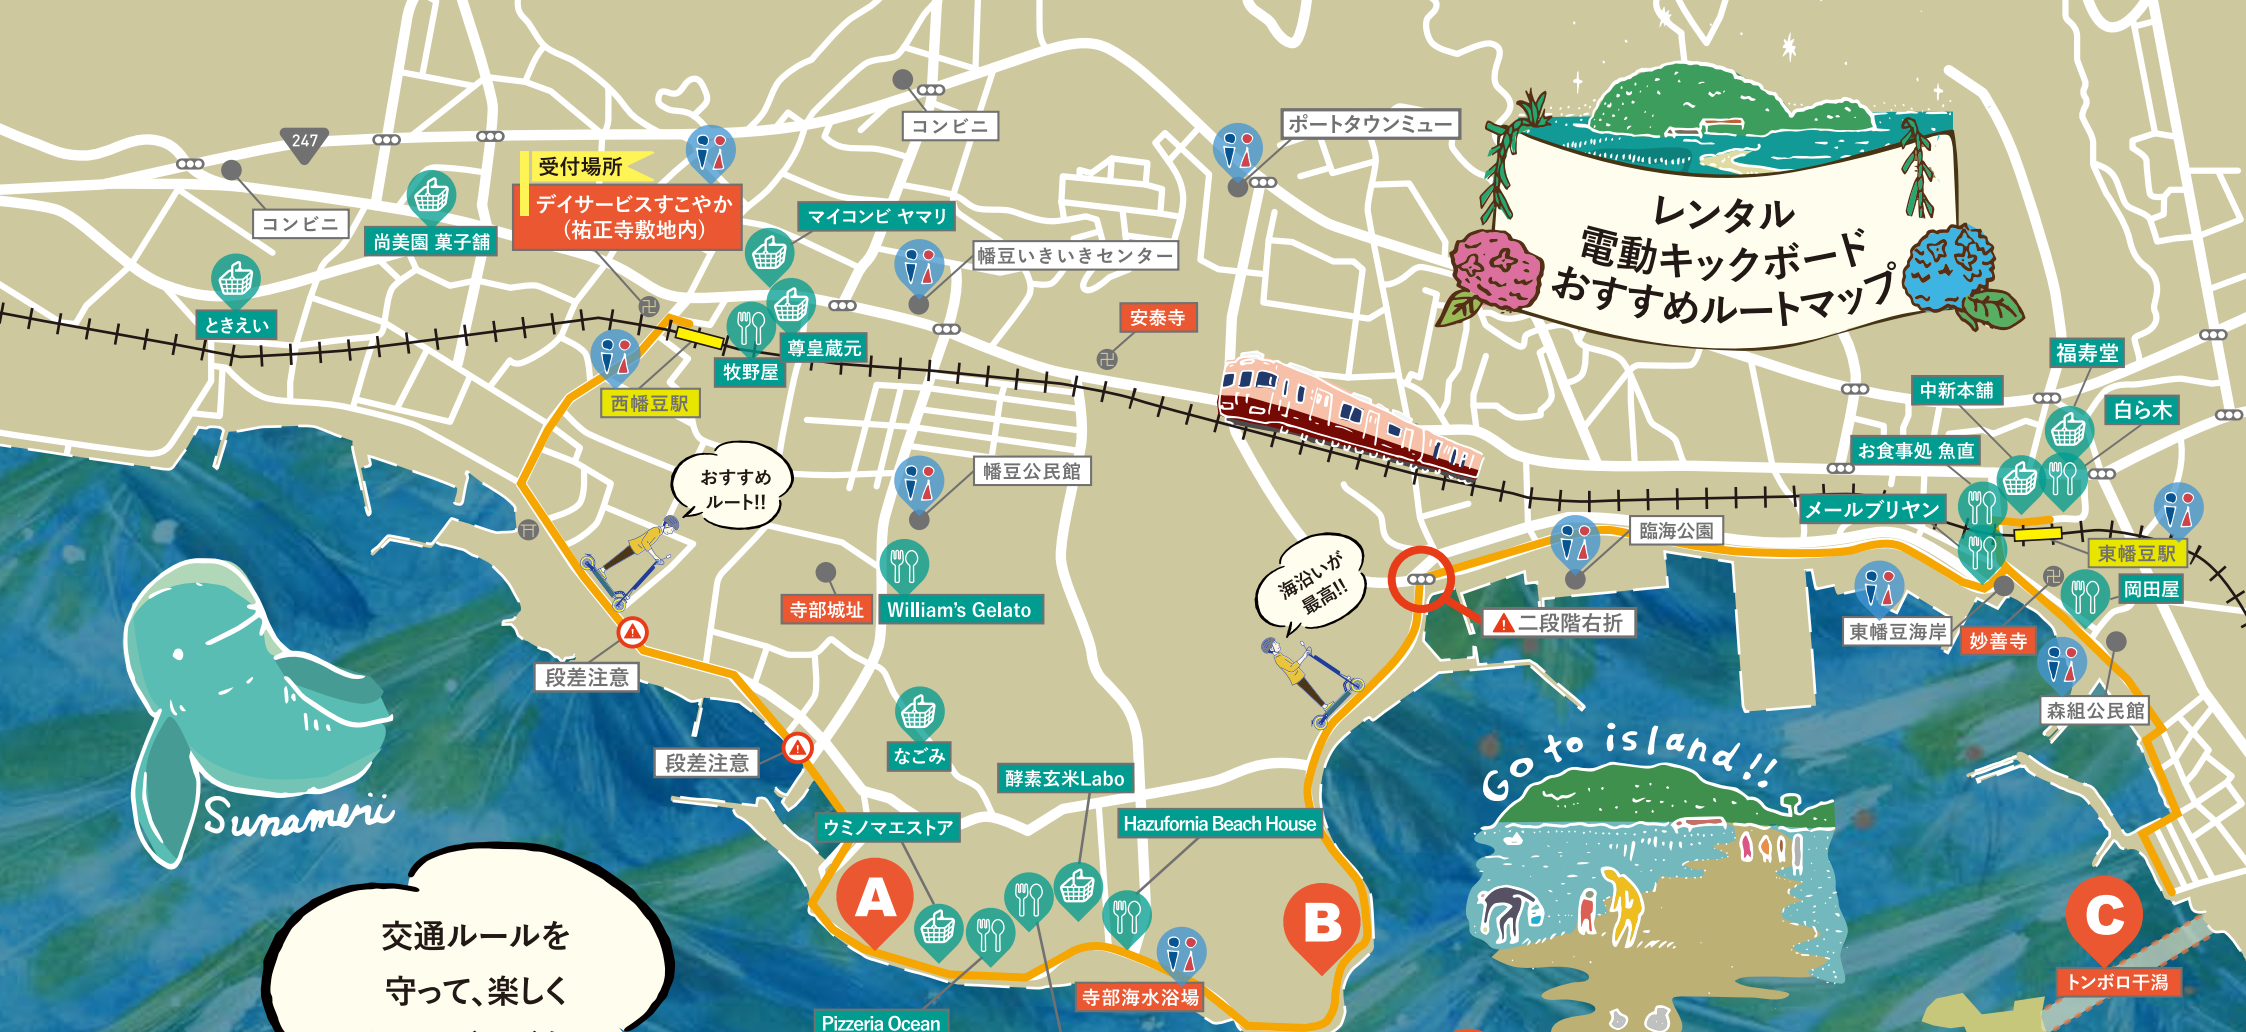 レンタル
電動キックボード
おすすめルートマップ
247
コンビニ
コンビニ
ポートタウンミュー
受付場所
デイサービスすこやか
(祐正寺敷地内)
尚美園 菓子舗
マイコンビ ヤマリ
幡豆いきいきセンター
ときえい
安泰寺
尊皇蔵元
牧野屋
西幡豆駅
福寿堂
中新本舗
白ら木
お食事処 魚直
メールブリヤン
おすすめ
ルート!!
幡豆公民館
臨海公園
東幡豆駅
岡田屋
海沿いが
最高!!
寺部城址
William's Gelato
二段階右折
東幡豆海岸
妙善寺
段差注意
森組公民館
段差注意
なごみ
酵素玄米Labo
Go to island!!
Sunameri
ウミノマエストア
Hazufornia Beach House
A
B
C
交通ルールを
守って、楽しく
トンボロ干潟
寺部海水浴場
Pizzeria Ocean